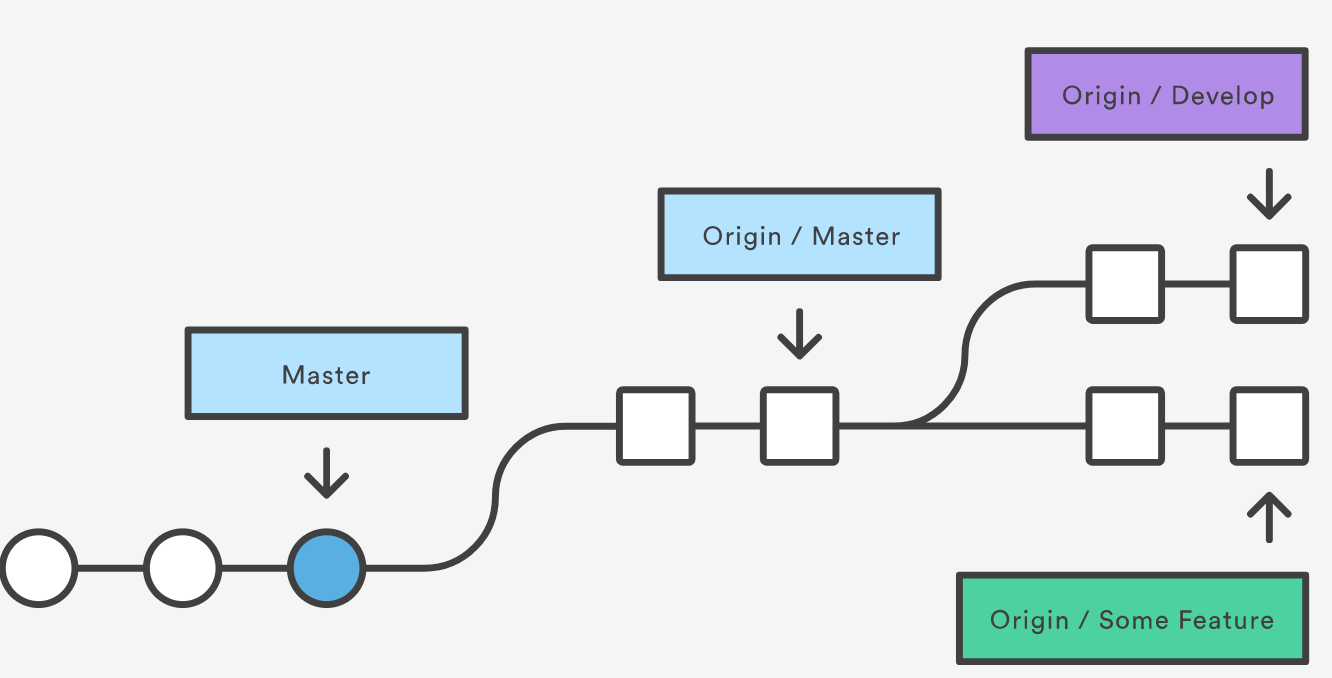 Origin / Develop
Origin / Master
Master
Origin / Some Feature